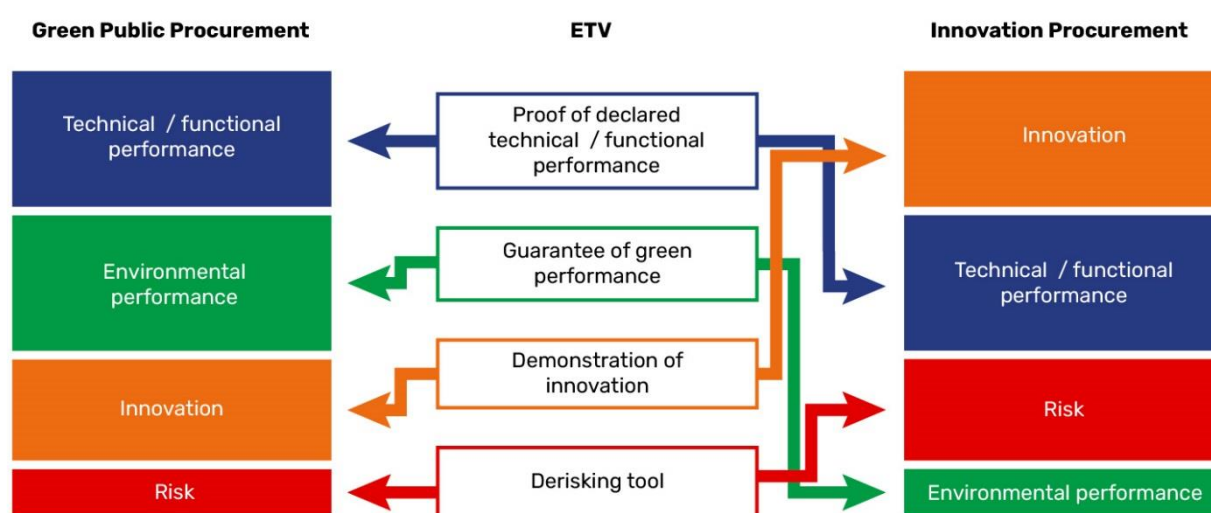 Green Public Procurement
ETV
Innovation Procurement
Technical / functional
performance
Environmental
performance
Innovation
Risk
Proof of declared
technical / functional
performance
Guarantee of green
performance
Demonstration of
innovation
Derisking tool
Innovation
Technical / functional
performance
Risk
Environmental performance